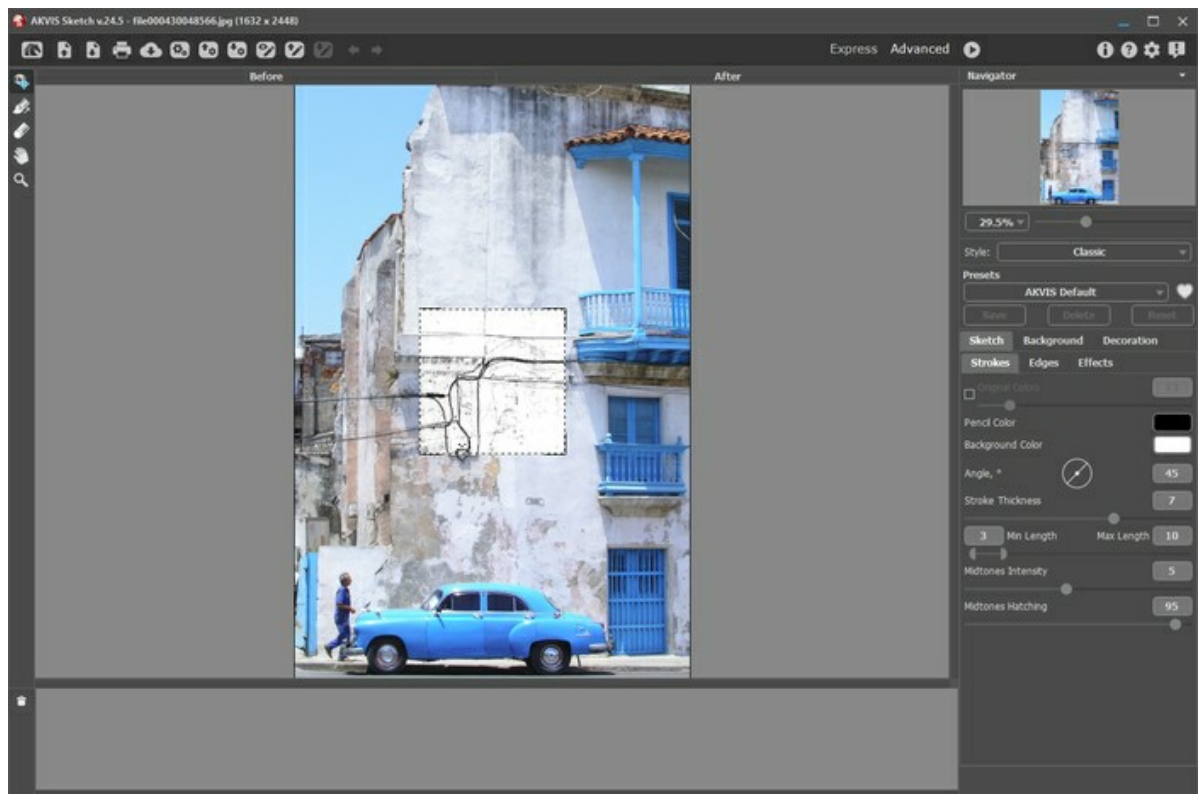 AKVIS Sketch v.24.5 - file000430048566.jpg (1632 x 2448)
Express Advanced
Before After
Navigator
29.5%
Style: Classic
Presets
AKVIS Default
Save Delete Reset
Sketch Background Decoration
Strokes Edges Effects
Original Colors
Pencil Color
Background Color
Angle, ° 45
Stroke Thickness 7
3 Min Length Max Length 10
Midtones Intensity 5
Midtones Hatching 95